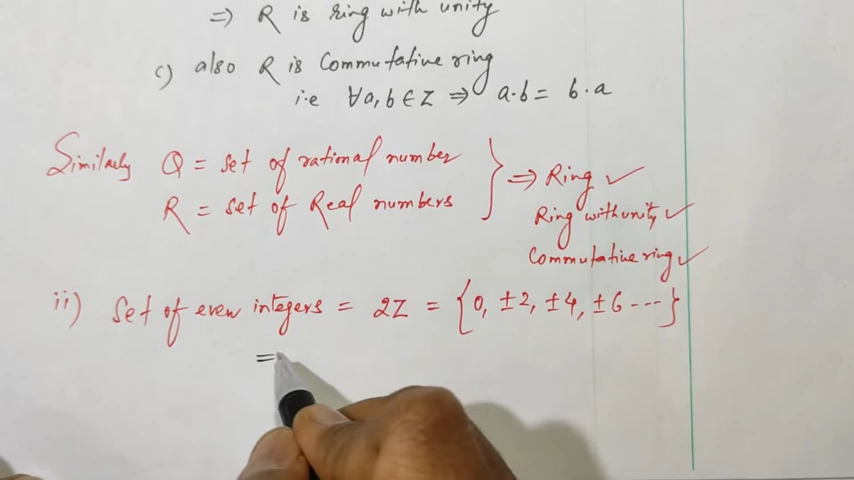 => R is ring with unity
c) also R is Commutative ring
i.e ∀a,b ∈ Z => a·b = b·a
Similarly Q = set of rational number } => Ring ✓
R = set of Real numbers
Ring with unity ✓
Commutative ring ✓
ii) Set of even integers = 2Z = {0, ±2, ±4, ±6 ---}
=